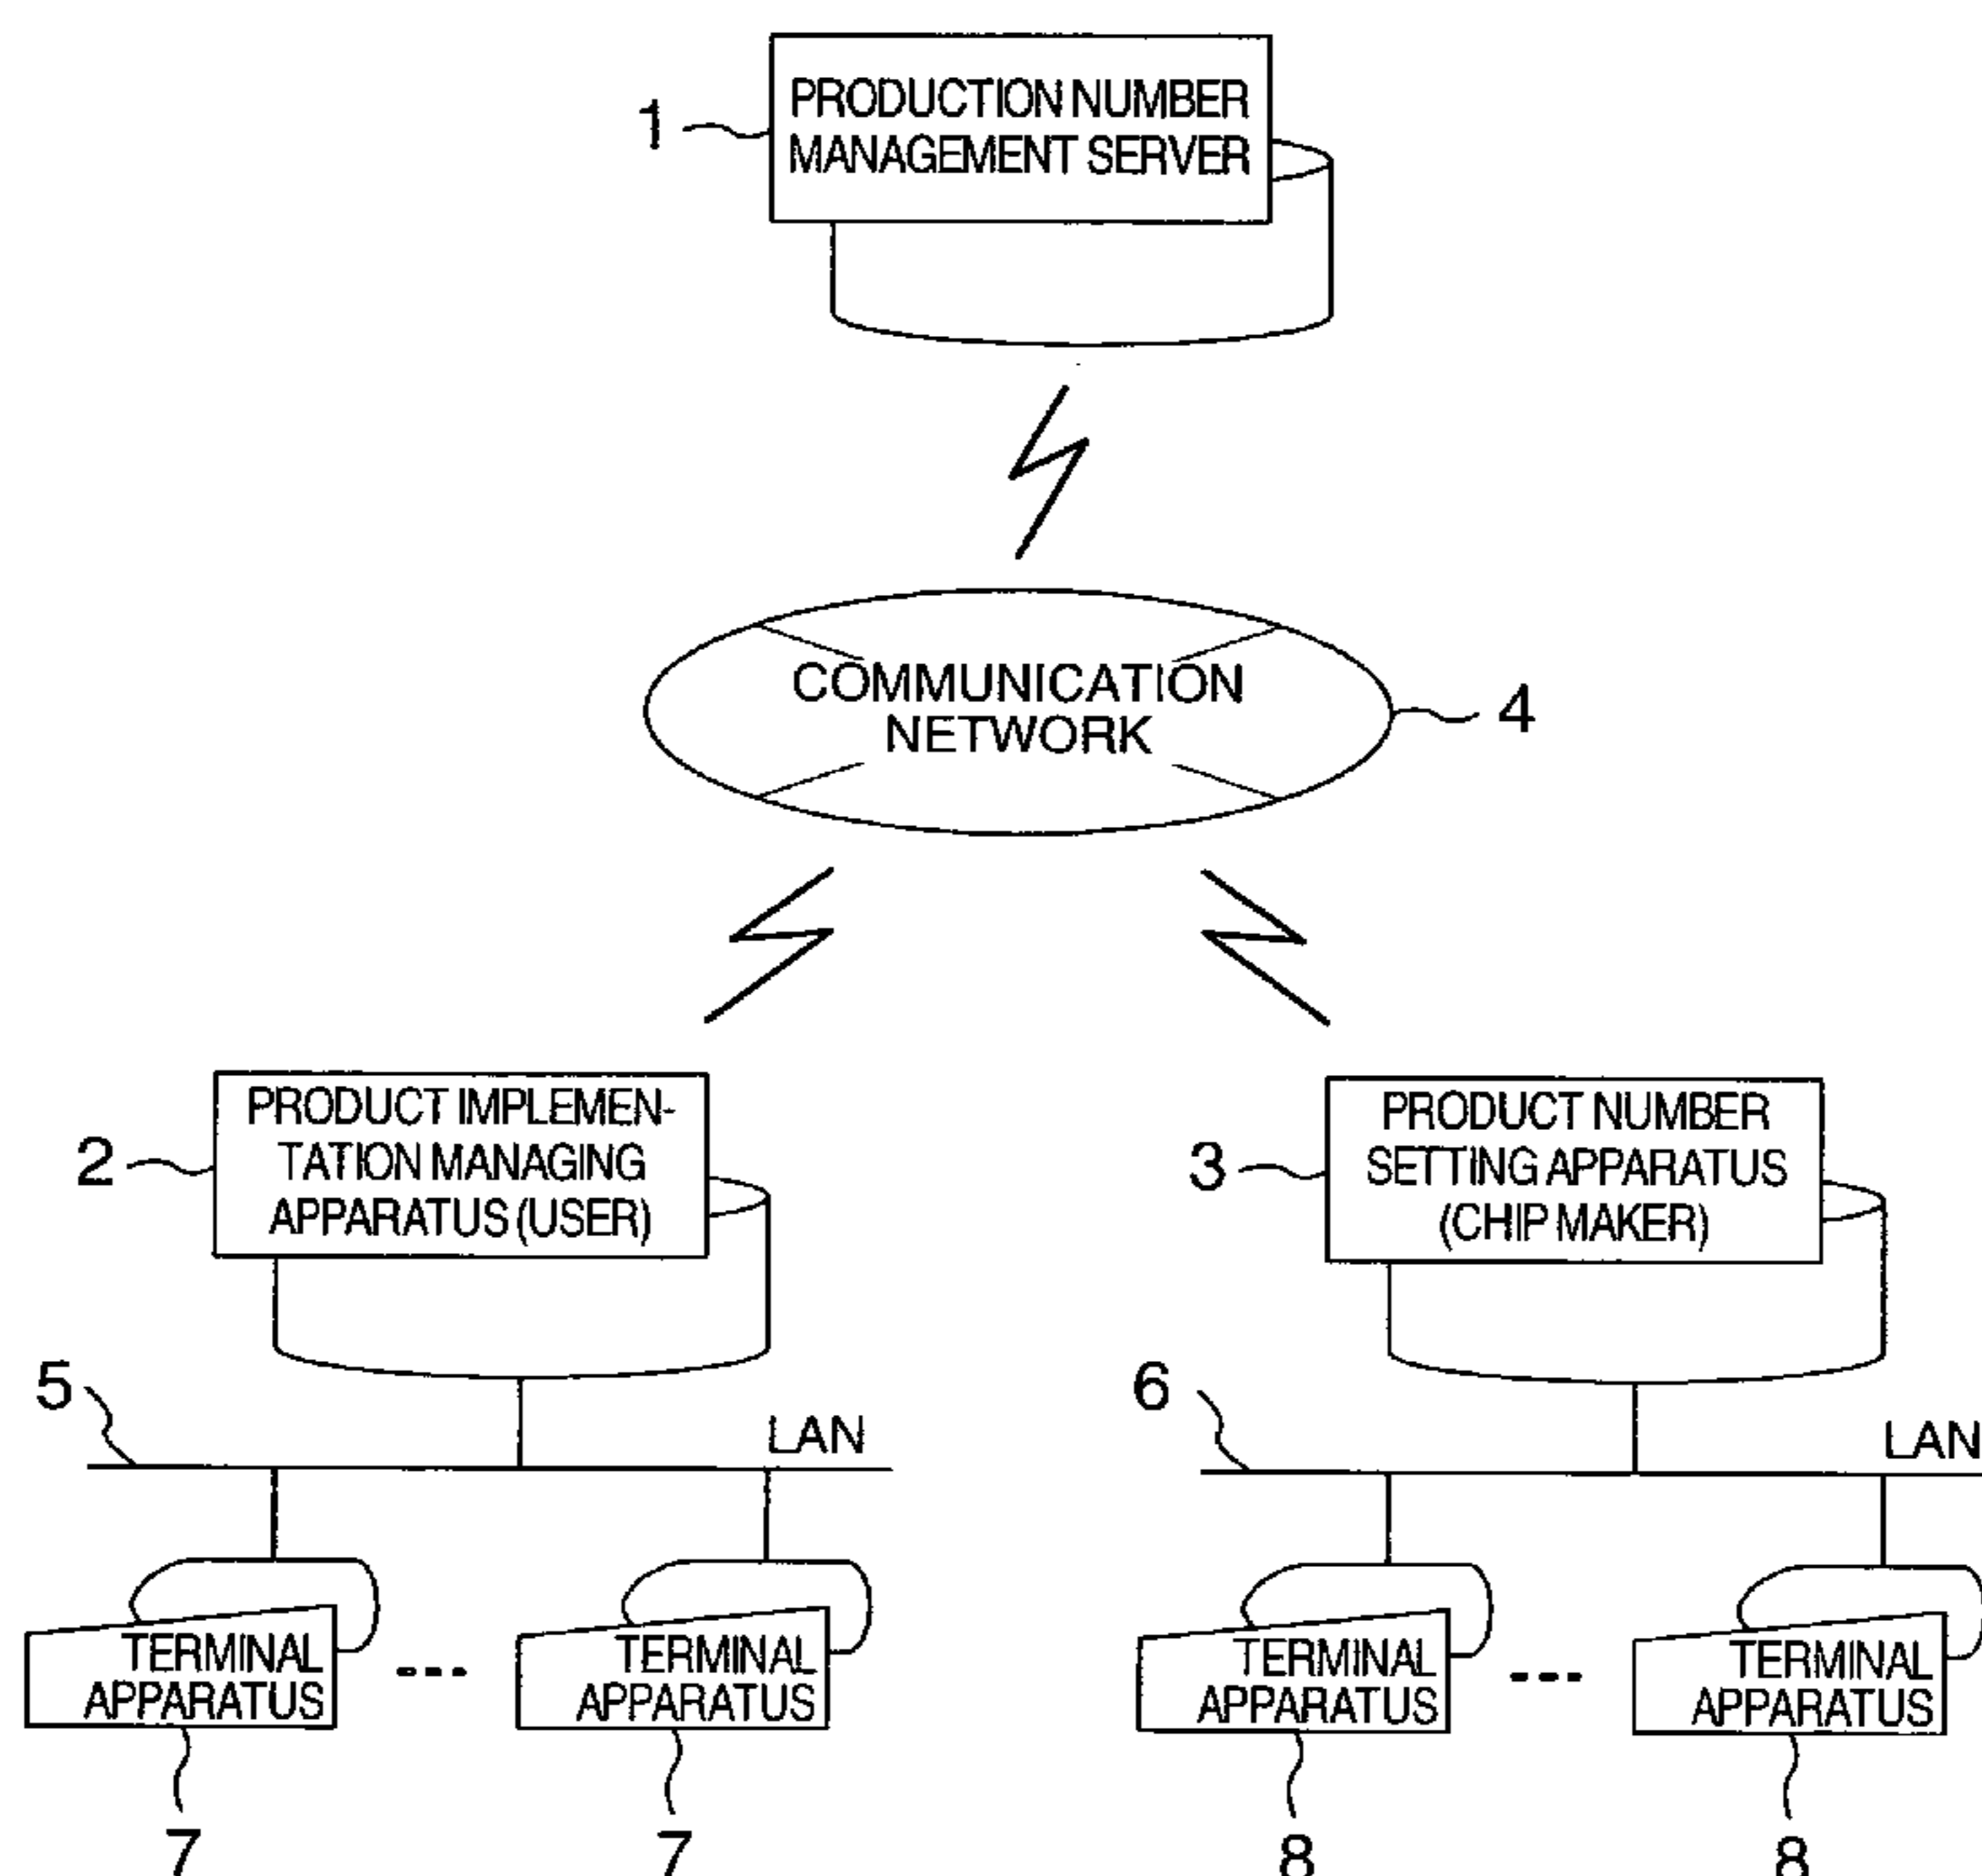 PRODUCTION NUMBER
MANAGEMENT SERVER
1
COMMUNICATION
NETWORK
4
PRODUCT IMPLEMEN-
TATION MANAGING
APPARATUS (USER)
2
PRODUCT NUMBER
SETTING APPARATUS
(CHIP MAKER)
3
5
LAN
6
LAN
TERMINAL
APPARATUS
TERMINAL
APPARATUS
TERMINAL
APPARATUS
TERMINAL
APPARATUS
7
7
8
8